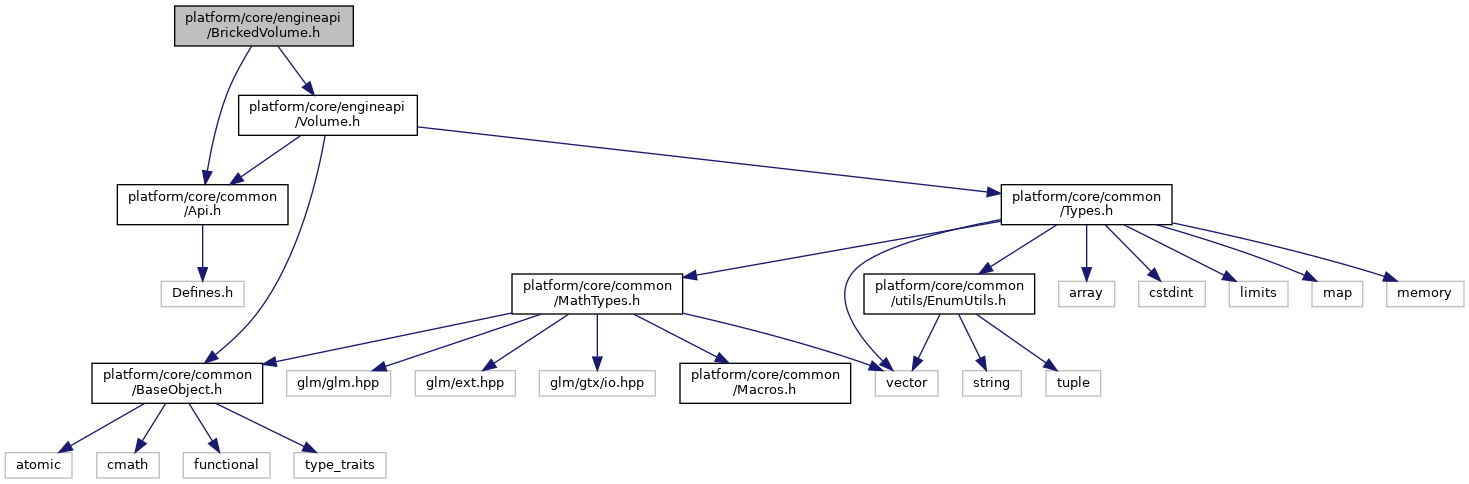 platform/core/engineapi
/BrickedVolume.h
platform/core/engineapi
/Volume.h
platform/core/common
/Api.h
platform/core/common
/Types.h
Defines.h
platform/core/common
/MathTypes.h
platform/core/common
/utils/EnumUtils.h
array
cstdint
limits
map
memory
platform/core/common
/BaseObject.h
glm/glm.hpp
glm/ext.hpp
glm/gtx/io.hpp
platform/core/common
/Macros.h
vector
string
tuple
atomic
cmath
functional
type_traits